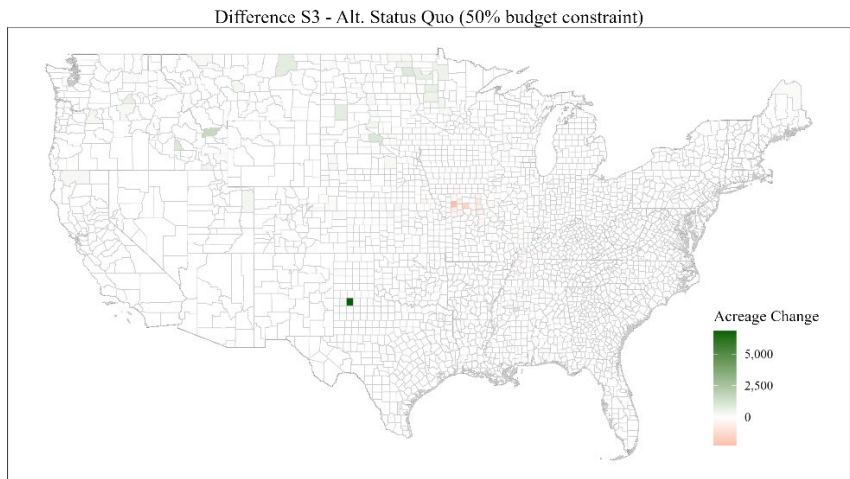 Difference S3 - Alt. Status Quo (50% budget constraint)
Acreage Change
5,000
2,500
0